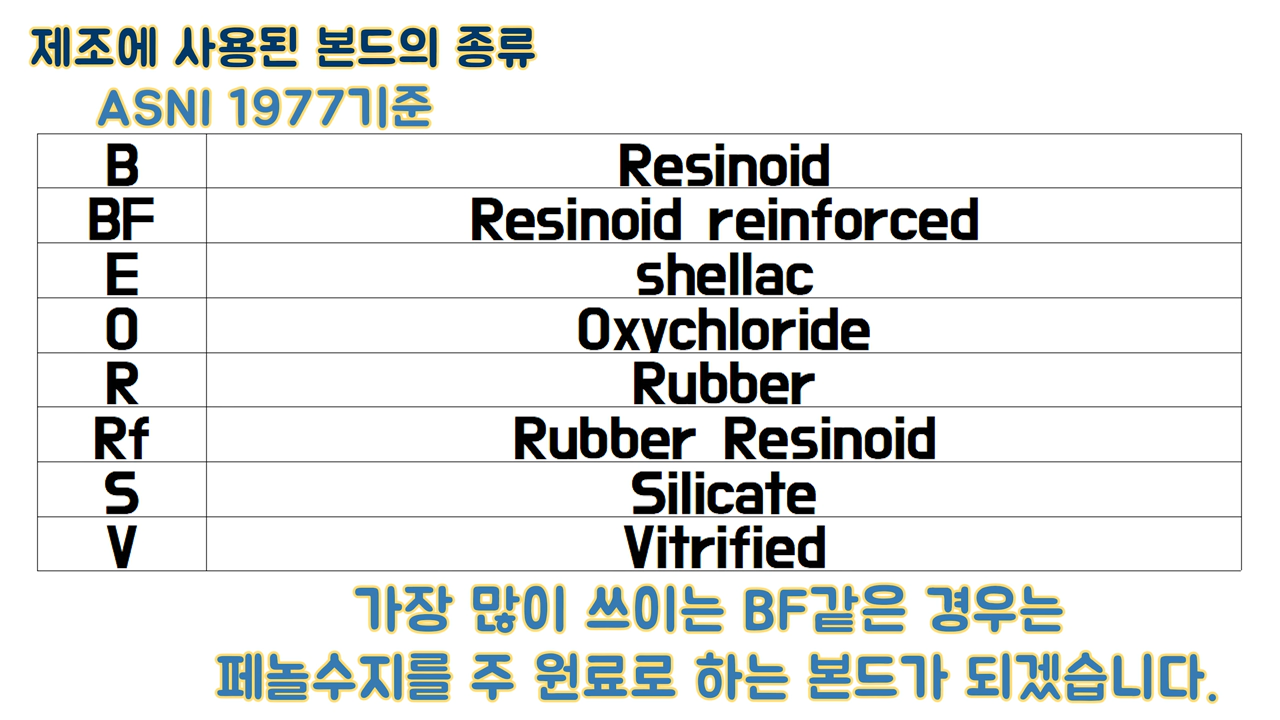 제조에 사용된 본드의 종류
ASNI 1977기준
B Resinoid
BF Resinoid reinforced
E shellac
O Oxychloride
R Rubber
Rf Rubber Resinoid
S Silicate
V Vitrified
가장 많이 쓰이는 BF같은 경우는
페놀수지를 주 원료로 하는 본드가 되겠습니다.